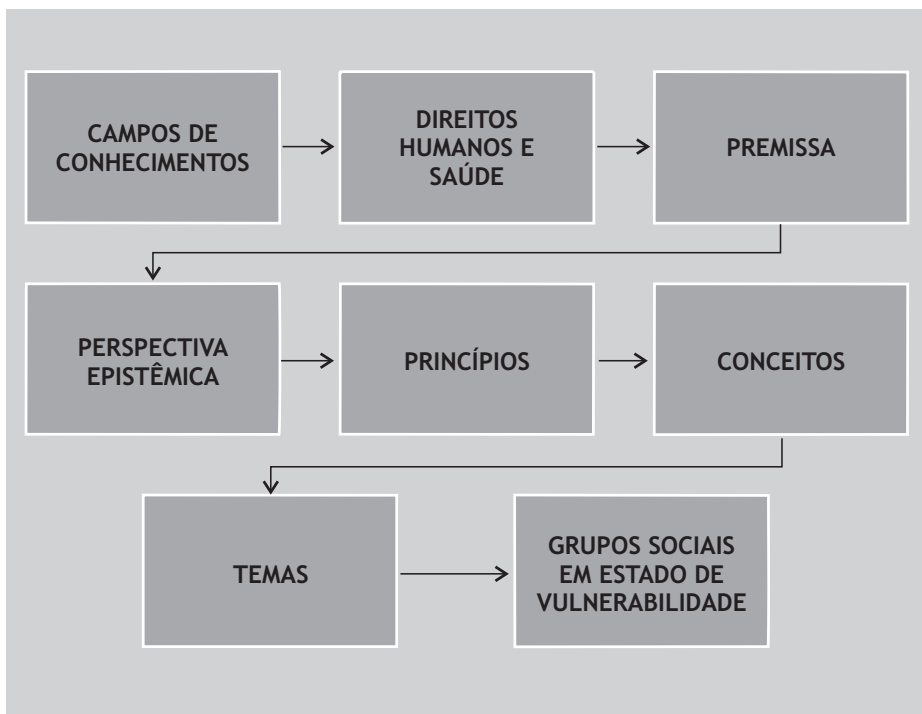 CAMPOS DE
CONHECIMENTOS
DIREITOS
HUMANOS E
SAÚDE
PREMISSA
PERSPECTIVA
EPISTÊMICA
PRINCÍPIOS
CONCEITOS
TEMAS
GRUPOS SOCIAIS
EM ESTADO DE
VULNERABILIDADE